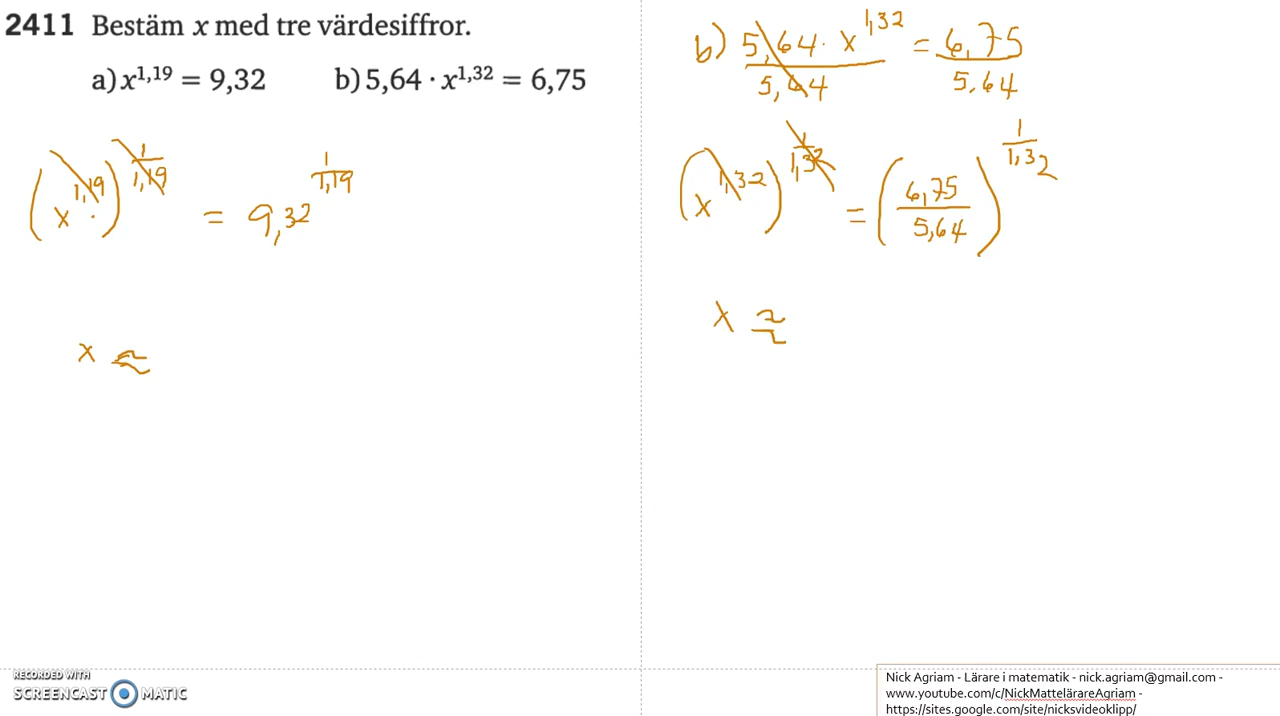 2411 Bestäm x med tre värdesiffror.
a) x^1,19 = 9,32 b) 5,64 · x^1,32 = 6,75
(x^1,19)^(1/1,19) = 9,32^(1/1,19)
x ≈
b) 5,64 · x^1,32 / 5,64 = 6,75 / 5,64
(x^1,32)^(1/1,32) = (6,75 / 5,64)^(1/1,32)
x ≈
RECORDED WITH
SCREENCAST MATIC
Nick Agriam - Lärare i matematik - nick.agriam@gmail.com -
www.youtube.com/c/NickMattelärareAgriam -
https://sites.google.com/site/nicksvideoklipp/